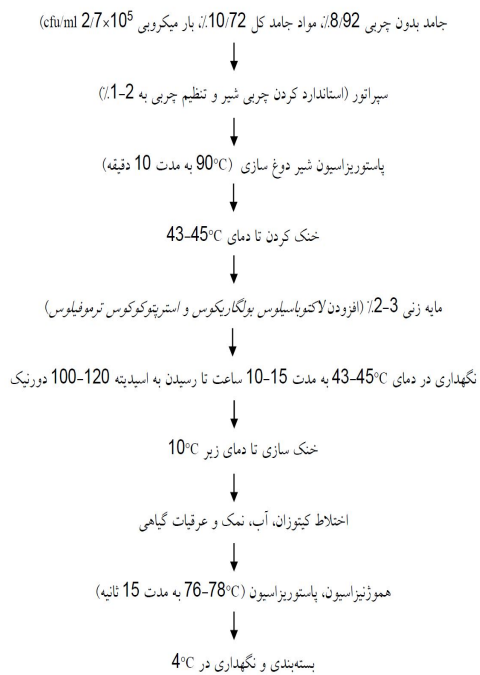 جامد بدون چربی 8/92٪، مواد جامد کل 10/72٪، بار میکروبی cfu/ml 2/7×10⁵)
سپراتور (استاندارد کردن چربی شیر و تنظیم چربی به 2-1٪)
پاستوریزاسیون شیر دوغ سازی (90°C به مدت 10 دقیقه)
خنک کردن تا دمای 43-45°C
مایه زنی 3-2٪ (افزودن لاکتوباسیلوس بولگاریکوس و استرپتوکوکوس ترموفیلوس)
نگهداری در دمای 43-45°C به مدت 15-10 ساعت تا رسیدن به اسیدیته 120-100 دورنیک
خنک سازی تا دمای زیر 10°C
اختلاط کیتوزان، آب، نمک و عرقیات گیاهی
هموژنیزاسیون، پاستوریزاسیون (76-78°C به مدت 15 ثانیه)
بسته‌بندی و نگهداری در 4°C